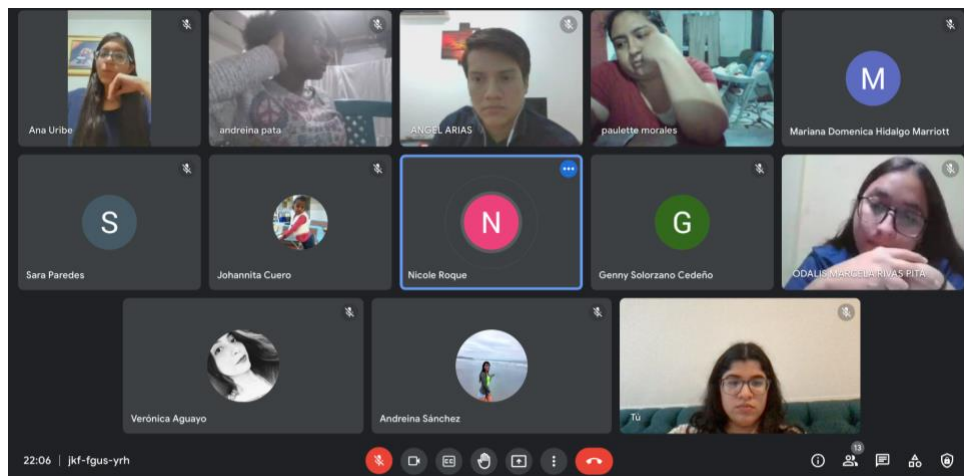 Ana Uribe
andreina pata
ANGEL ARIAS
paulette morales
M
Mariana Domenica Hidalgo Marriott
S
Sara Paredes
Johannita Cuero
N
Nicole Roque
G
Genny Solorzano Cedeño
ODALIS MARCELA RIVAS PITA
Verónica Aguayo
Andreina Sánchez
Tú
22:06 | jkf-fgus-yrh
CC
13